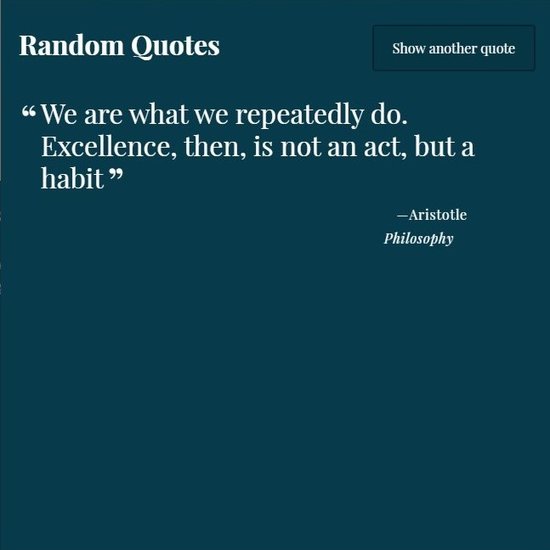 Random Quotes
Show another quote
“We are what we repeatedly do.
Excellence, then, is not an act, but a
habit”
—Aristotle
Philosophy